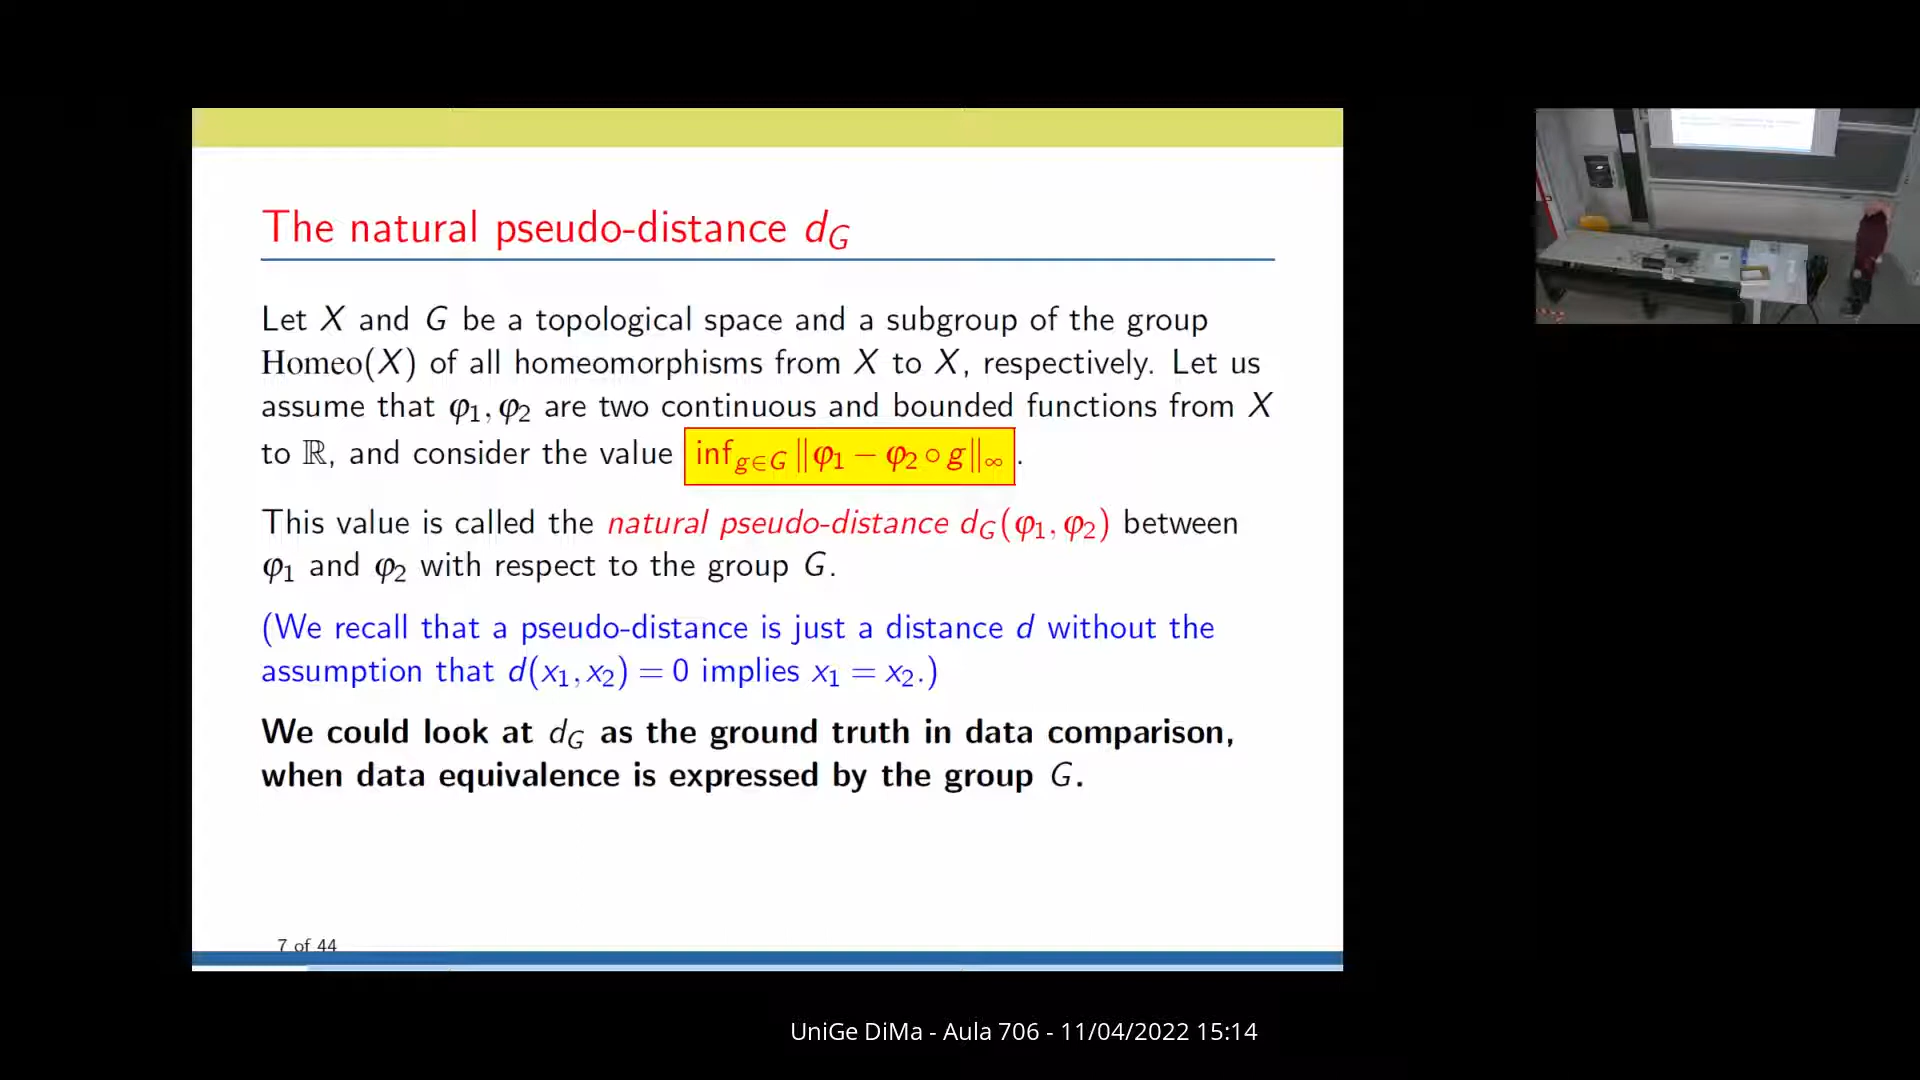 The natural pseudo-distance d_G
Let X and G be a topological space and a subgroup of the group
Homeo(X) of all homeomorphisms from X to X, respectively. Let us
assume that φ₁, φ₂ are two continuous and bounded functions from X
to ℝ, and consider the value inf_{g∈G} ‖φ₁ − φ₂ ∘ g‖_∞ .
This value is called the natural pseudo-distance d_G(φ₁, φ₂) between
φ₁ and φ₂ with respect to the group G.
(We recall that a pseudo-distance is just a distance d without the
assumption that d(x₁, x₂) = 0 implies x₁ = x₂.)
We could look at d_G as the ground truth in data comparison,
when data equivalence is expressed by the group G.
7 of 44
UniGe DiMa - Aula 706 - 11/04/2022 15:14